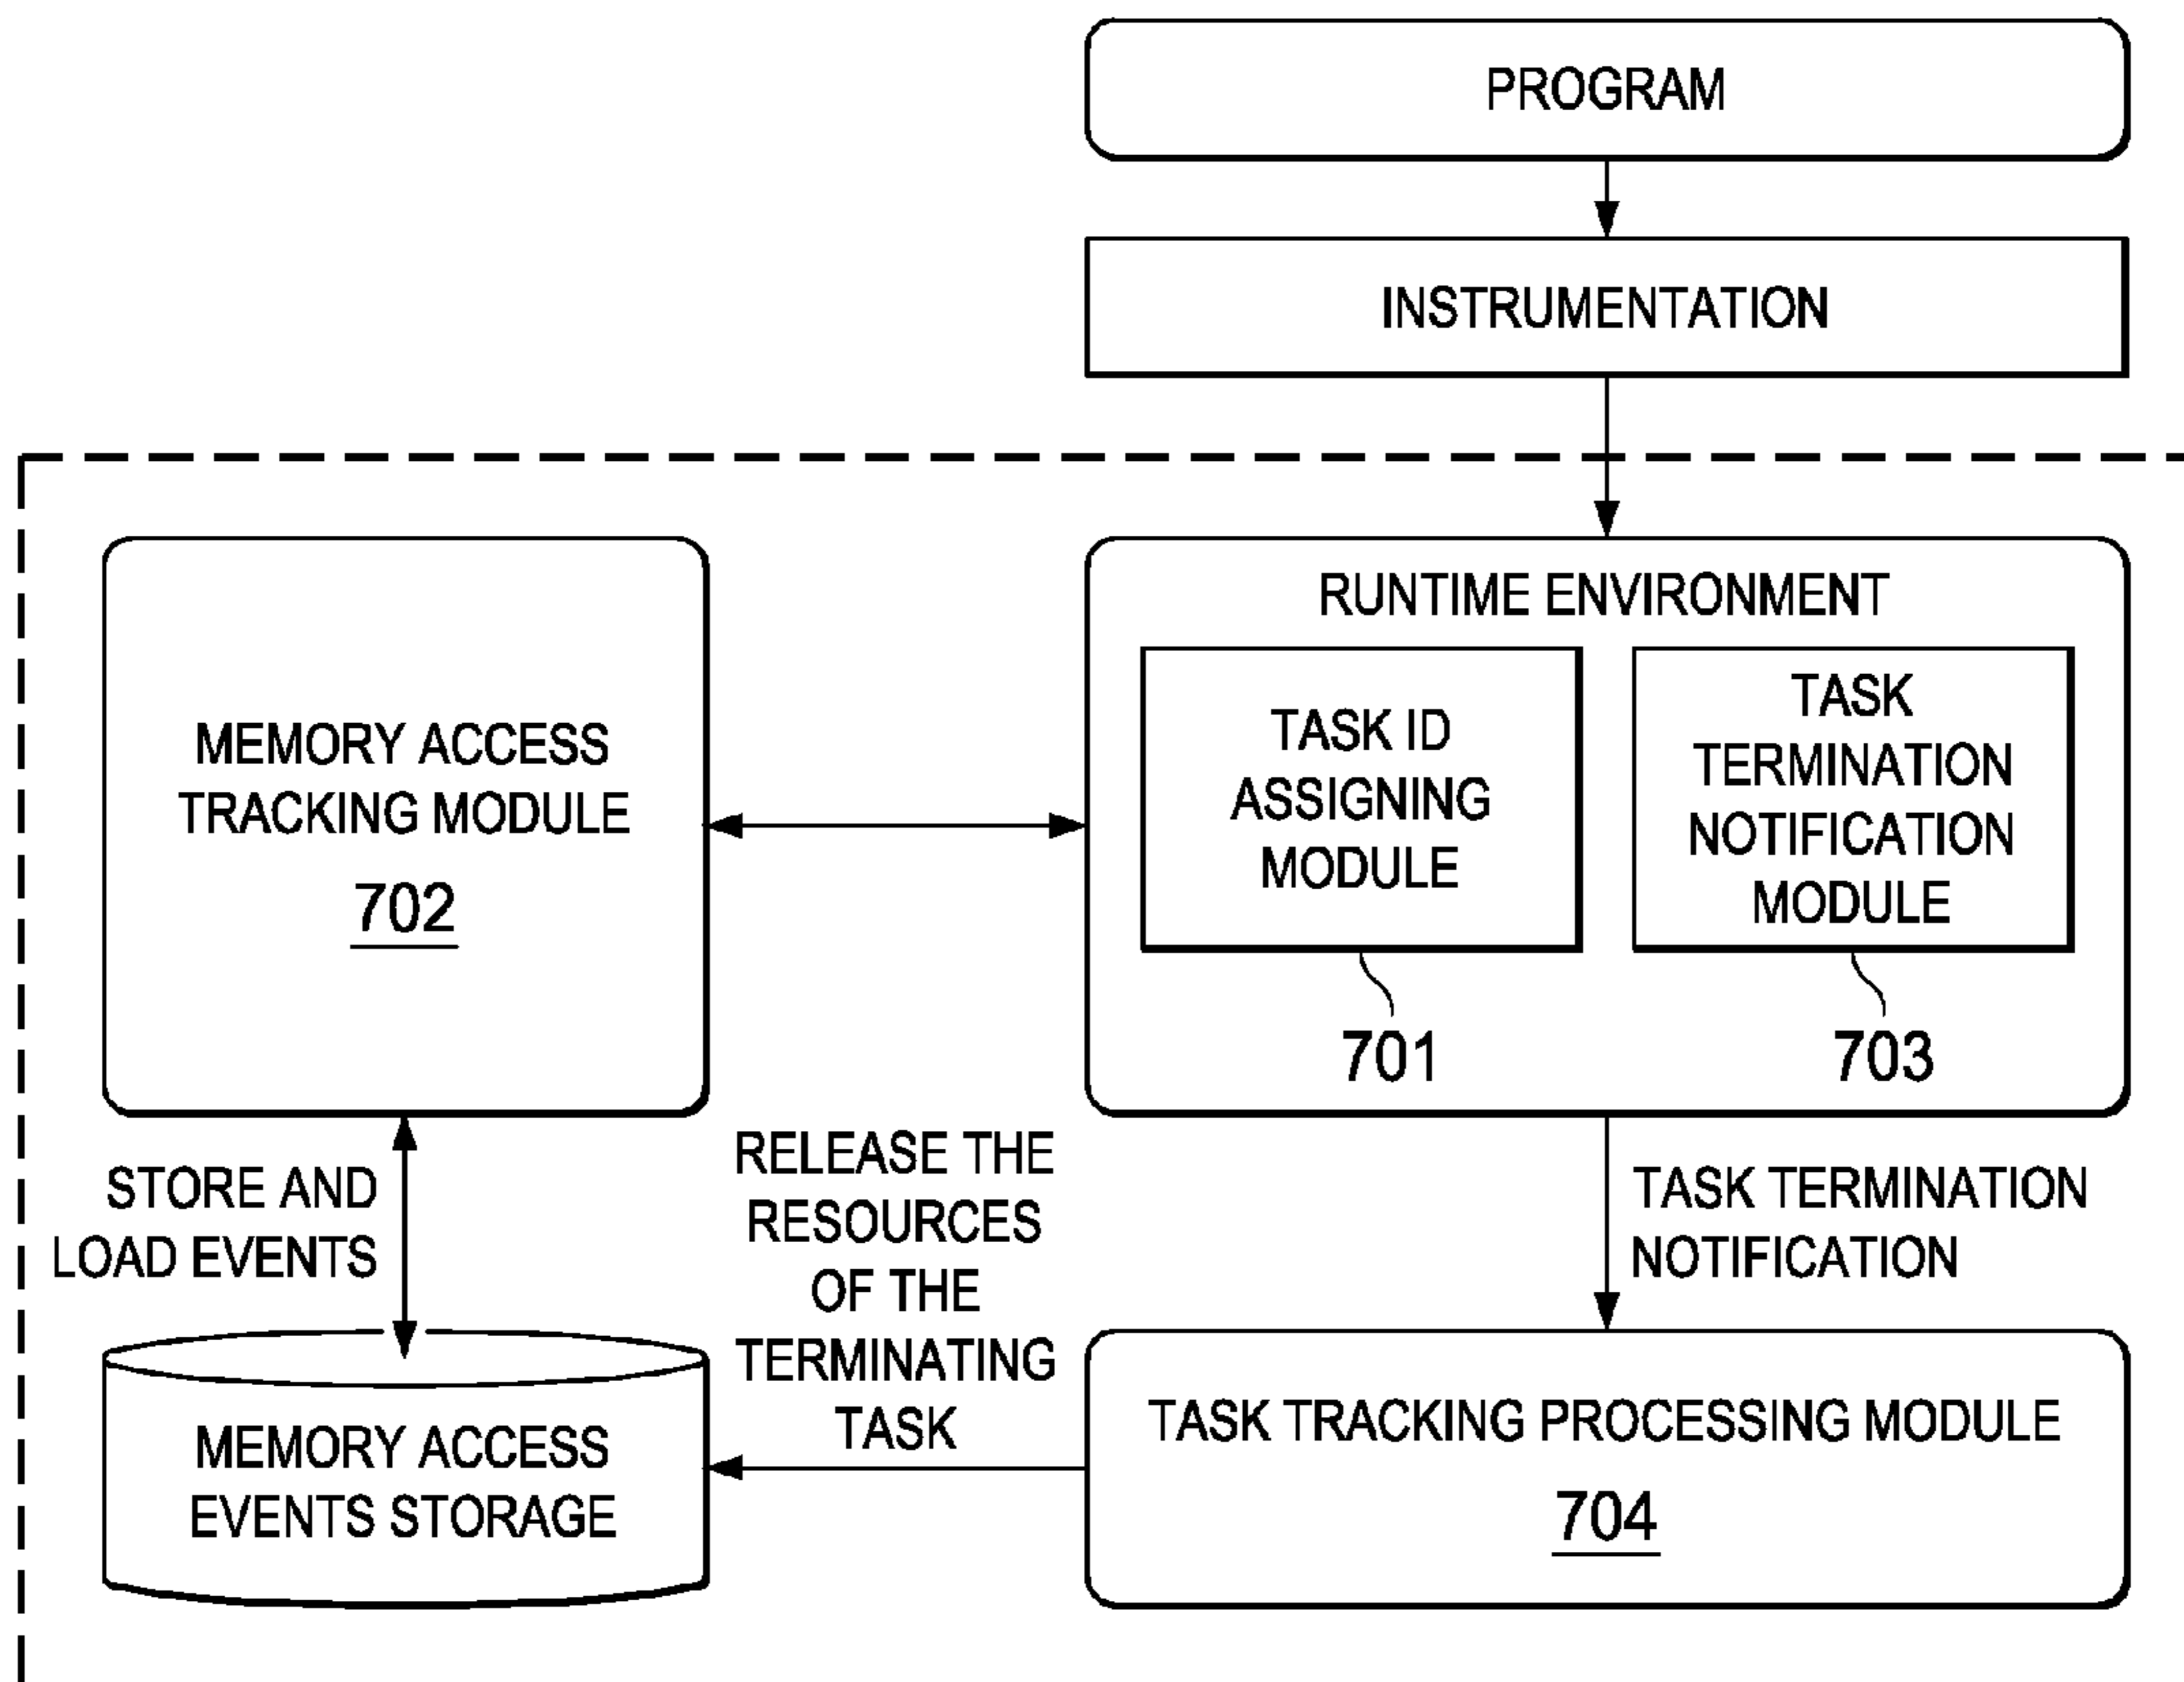 PROGRAM
INSTRUMENTATION
RUNTIME ENVIRONMENT
MEMORY ACCESS
TRACKING MODULE
702
TASK ID
ASSIGNING
MODULE
701
TASK
TERMINATION
NOTIFICATION
MODULE
703
STORE AND
LOAD EVENTS
RELEASE THE
RESOURCES
OF THE
TERMINATING
TASK
TASK TERMINATION
NOTIFICATION
MEMORY ACCESS
EVENTS STORAGE
TASK TRACKING PROCESSING MODULE
704